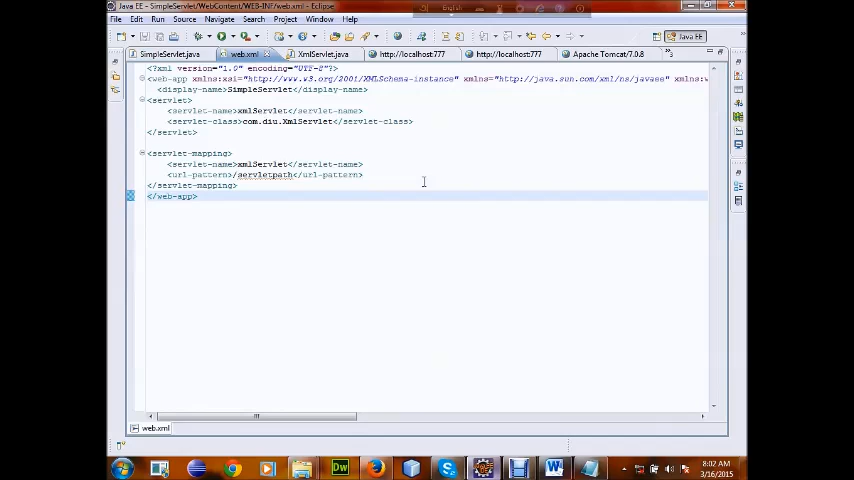 Java EE - SimpleServlet/WebContent/WEB-INF/web.xml - Eclipse
English
File Edit Source Navigate Search Project Window Help
Run
Java EE
SimpleServlet.java web.xml XmlServlet.java http://localhost:777 http://localhost:777 Apache Tomcat/7.0.8 »3
<?xml version="1.0" encoding="UTF-8"?>
<web-app xmlns:xsi="http://www.w3.org/2001/XMLSchema-instance" xmlns="http://java.sun.com/xml/ns/javaee" xmlns:w
<display-name>SimpleServlet</display-name>
<servlet>
<servlet-name>xmlServlet</servlet-name>
<servlet-class>com.diu.XmlServlet</servlet-class>
</servlet>
<servlet-mapping>
<servlet-name>xmlServlet</servlet-name>
<url-pattern>/servletpath</url-pattern>
</servlet-mapping>
</web-app>
web.xml
Dw
8:02 AM
3/16/2015